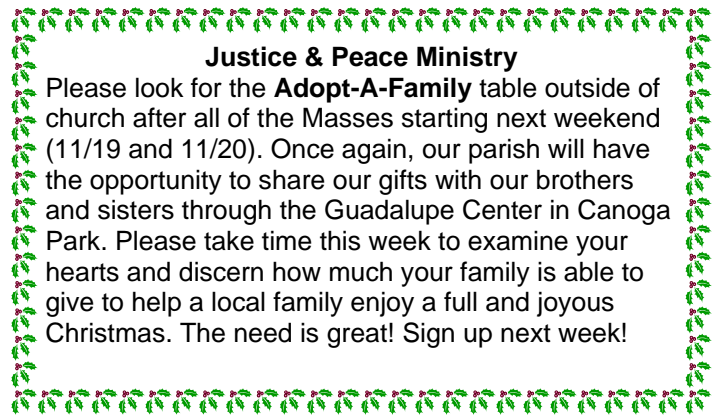 Justice & Peace Ministry
Please look for the Adopt-A-Family table outside of
church after all of the Masses starting next weekend
(11/19 and 11/20). Once again, our parish will have
the opportunity to share our gifts with our brothers
and sisters through the Guadalupe Center in Canoga
Park. Please take time this week to examine your
hearts and discern how much your family is able to
give to help a local family enjoy a full and joyous
Christmas. The need is great! Sign up next week!